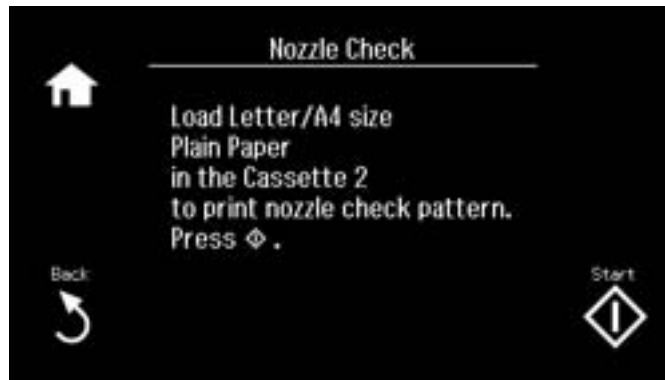 Nozzle Check
Load Letter/A4 size
Plain Paper
in the Cassette 2
to print nozzle check pattern.
Press .
Back
Start